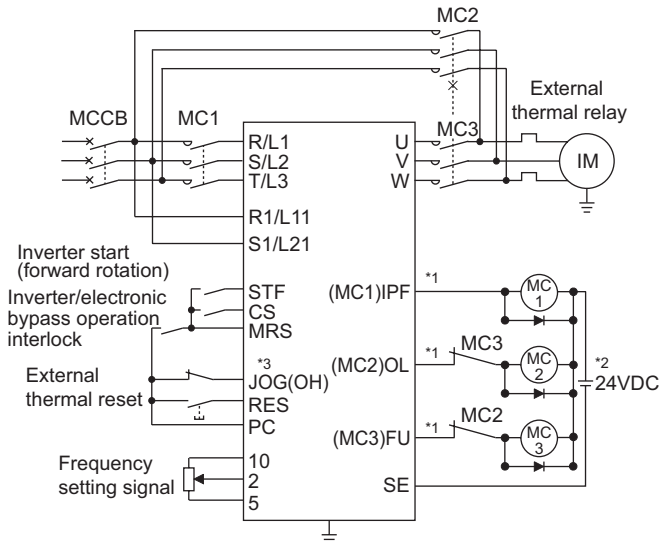 MC2
External
thermal relay
MCCB
MC1
R/L1
S/L2
T/L3
U
V
W
MC3
IM
R1/L11
S1/L21
Inverter start
(forward rotation)
Inverter/electronic
bypass operation
interlock
STF
CS
MRS
(MC1)IPF
*1
MC
1
External
thermal reset
*3
JOG(OH)
RES
PC
(MC2)OL
*1
MC3
MC
2
*2
24VDC
(MC3)FU
*1
MC2
MC
3
Frequency
setting signal
10
2
5
SE